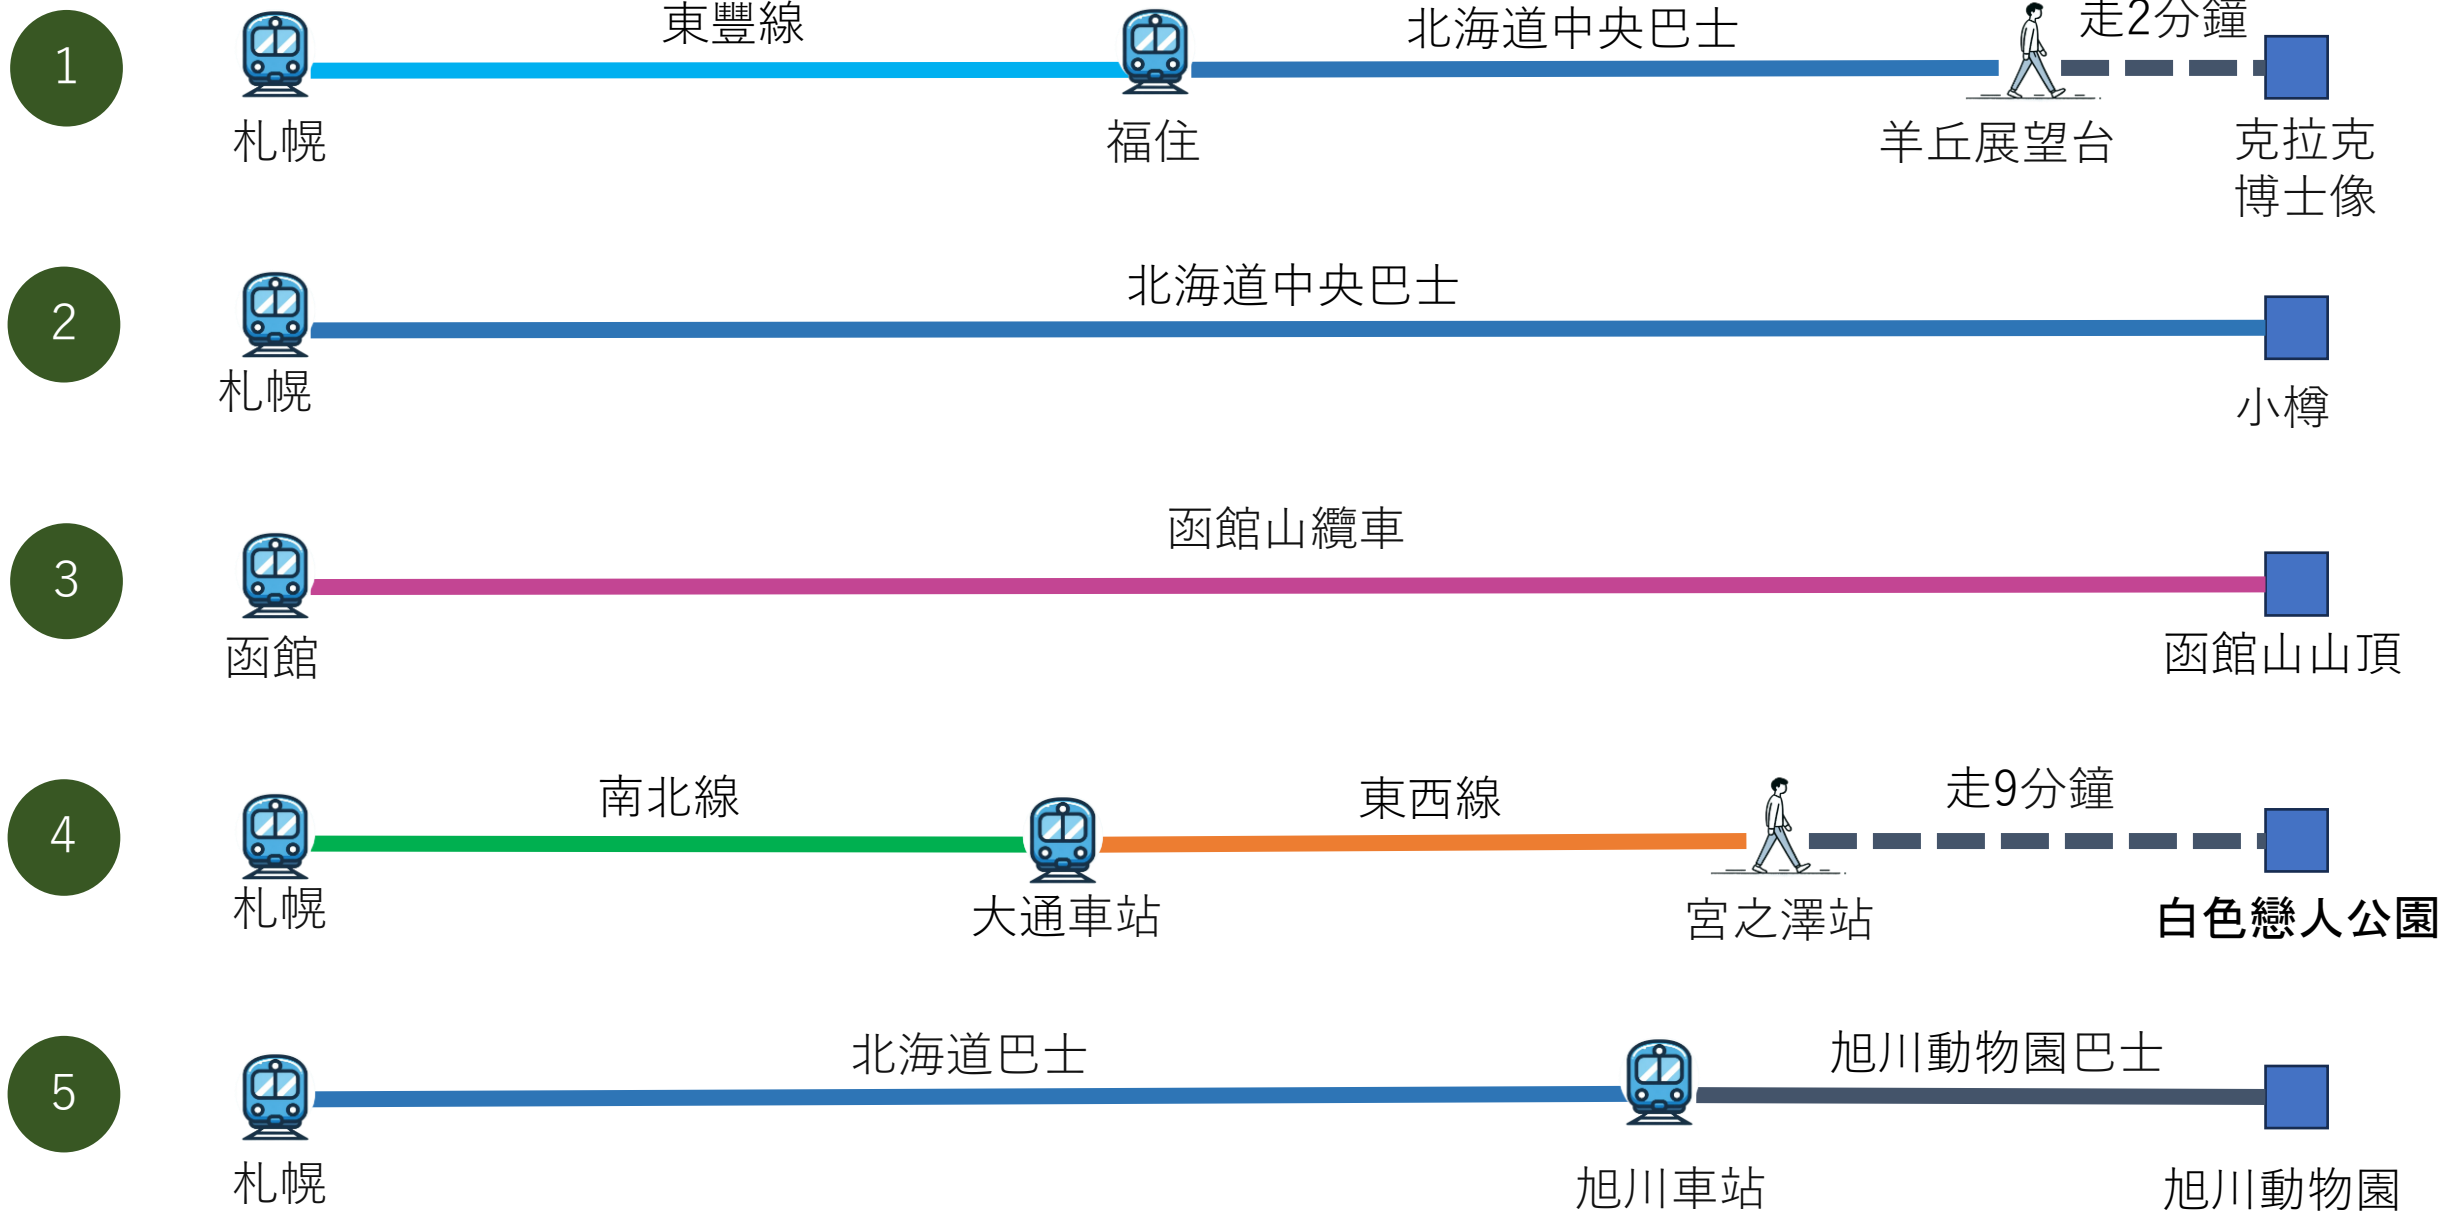 1
東豐線
北海道中央巴士
走2分鐘
札幌
福住
羊丘展望台
克拉克
博士像
2
北海道中央巴士
札幌
小樽
3
函館山纜車
函館
函館山山頂
4
南北線
東西線
走9分鐘
札幌
大通車站
宮之澤站
白色戀人公園
5
北海道巴士
旭川動物園巴士
札幌
旭川車站
旭川動物園